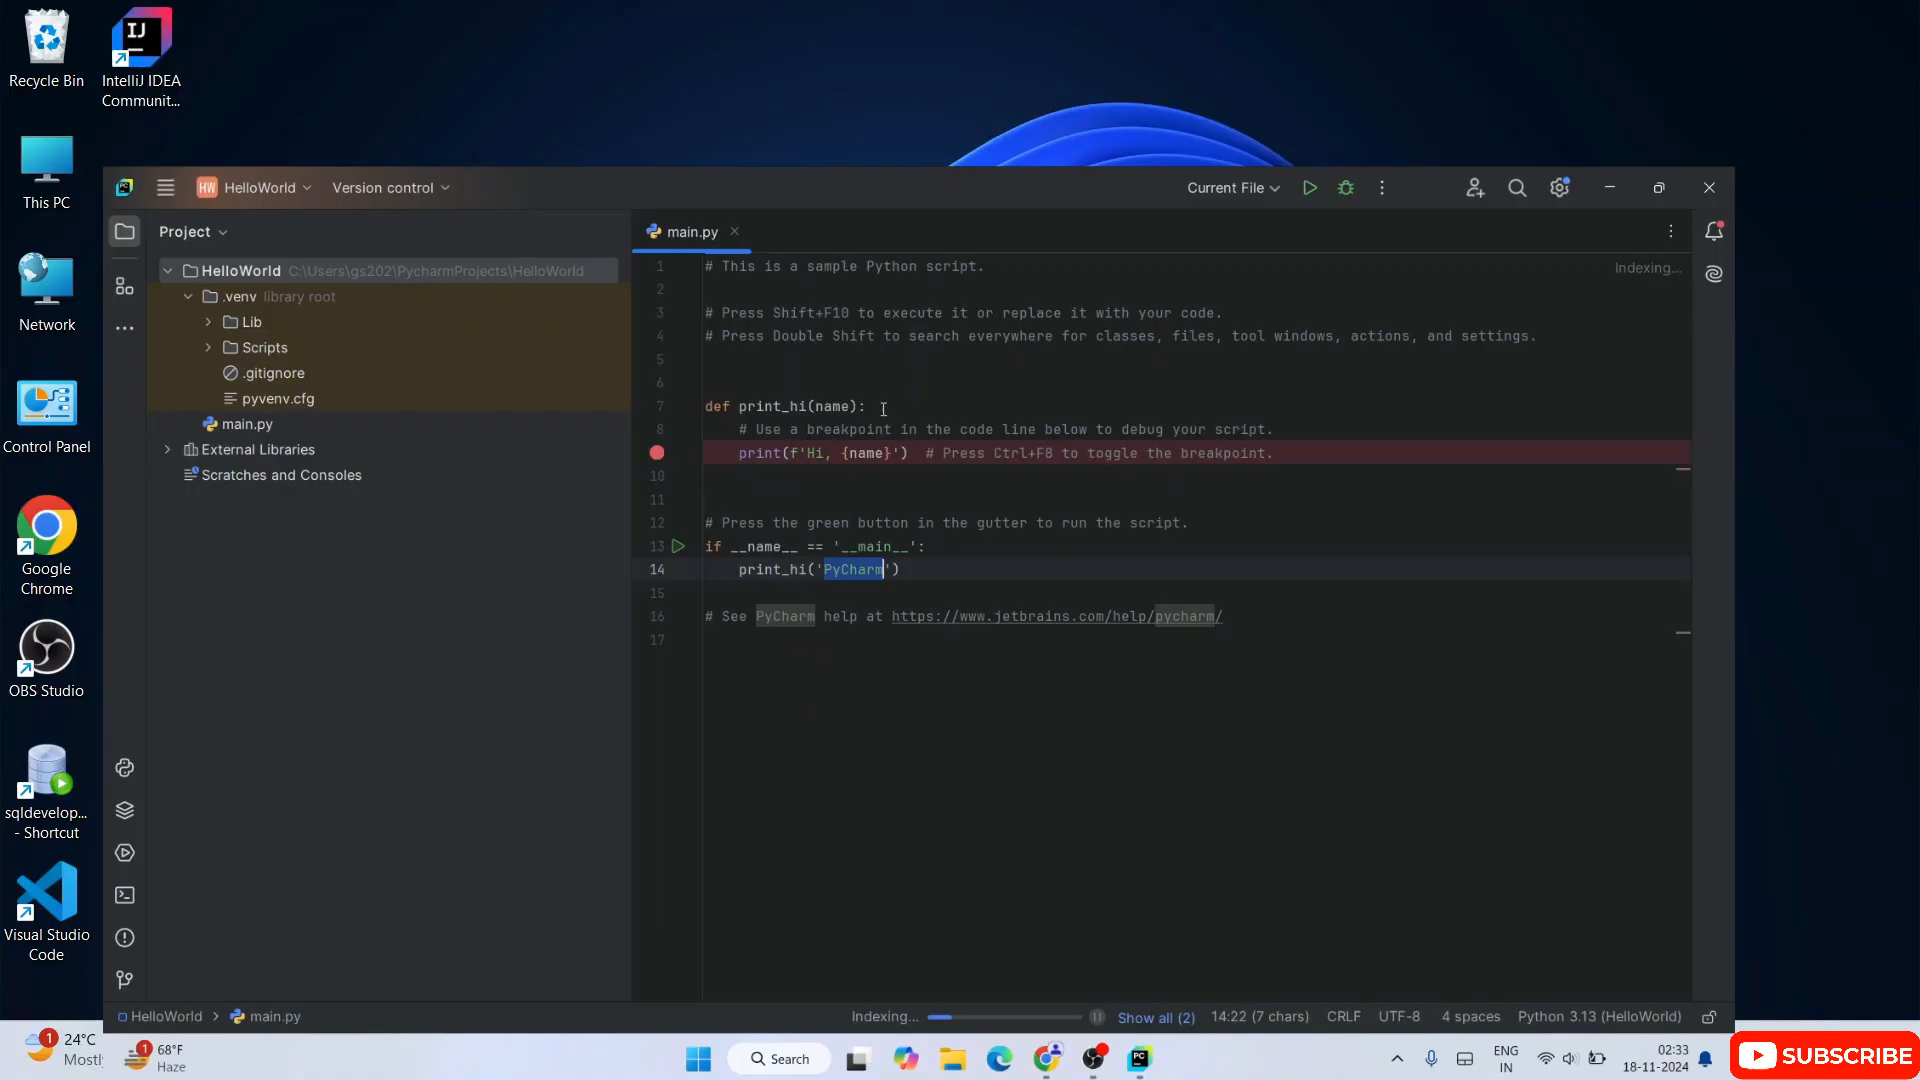 Recycle Bin
IJ
IntelliJ IDEA
Communit...
This PC
Network
Control Panel
Google
Chrome
OBS Studio
sqldevelop...
- Shortcut
Visual Studio
Code
PC
HW HelloWorld
Version control
Current File
Project
main.py
HelloWorld C:\Users\gs202\PycharmProjects\HelloWorld
.venv library root
Lib
Scripts
.gitignore
pyvenv.cfg
main.py
External Libraries
Scratches and Consoles
Indexing...
1 # This is a sample Python script.
2
3 # Press Shift+F10 to execute it or replace it with your code.
4 # Press Double Shift to search everywhere for classes, files, tool windows, actions, and settings.
5
6
7 def print_hi(name):
8 # Use a breakpoint in the code line below to debug your script.
print(f'Hi, {name}') # Press Ctrl+F8 to toggle the breakpoint.
10
11
12 # Press the green button in the gutter to run the script.
13 if __name__ == '__main__':
14 print_hi('PyCharm')
15
16 # See PyCharm help at https://www.jetbrains.com/help/pycharm/
17
HelloWorld > main.py
Indexing...
Show all (2)
14:22 (7 chars)
CRLF
UTF-8
4 spaces
Python 3.13 (HelloWorld)
1
24°C
Mostly
1
68°F
Haze
Search
PC
ENG
IN
02:33
18-11-2024
SUBSCRIBE